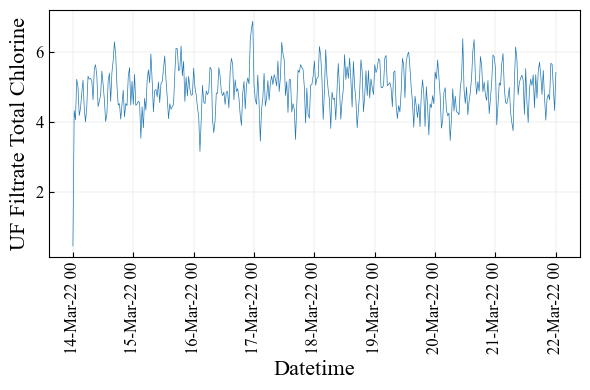 UF Filtrate Total Chlorine
6
4
2
14-Mar-22 00
15-Mar-22 00
16-Mar-22 00
17-Mar-22 00
18-Mar-22 00
19-Mar-22 00
20-Mar-22 00
21-Mar-22 00
22-Mar-22 00
Datetime